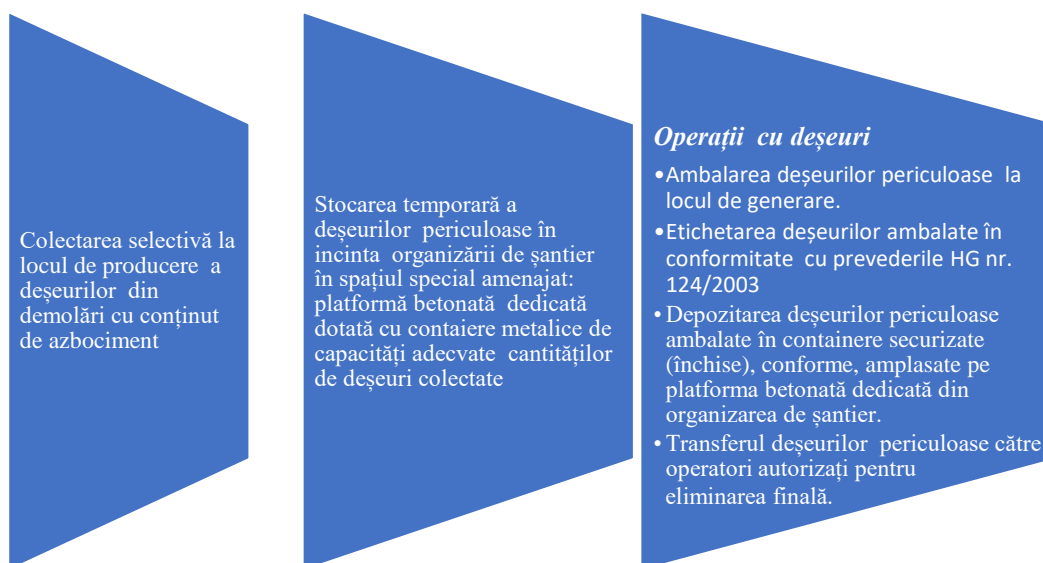 Colectarea selectivă la
locul de producere a
deșeurilor din
demolări cu conținut
de azbociment
Stocarea temporară a
deșeurilor periculoase în
incinta organizării de șantier
în spațiul special amenajat:
platformă betonată dedicată
dotată cu contaiere metalice de
capacități adecvate cantităților
de deșeuri colectate
Operații cu deșeuri
•Ambalarea deșeurilor periculoase la
locul de generare.
•Etichetarea deșeurilor ambalate în
conformitate cu prevederile HG nr.
124/2003
• Depozitarea deșeurilor periculoase
ambalate în containere securizate
(închise), conforme, amplasate pe
platforma betonată dedicată din
organizarea de șantier.
• Transferul deșeurilor periculoase către
operatori autorizați pentru
eliminarea finală.